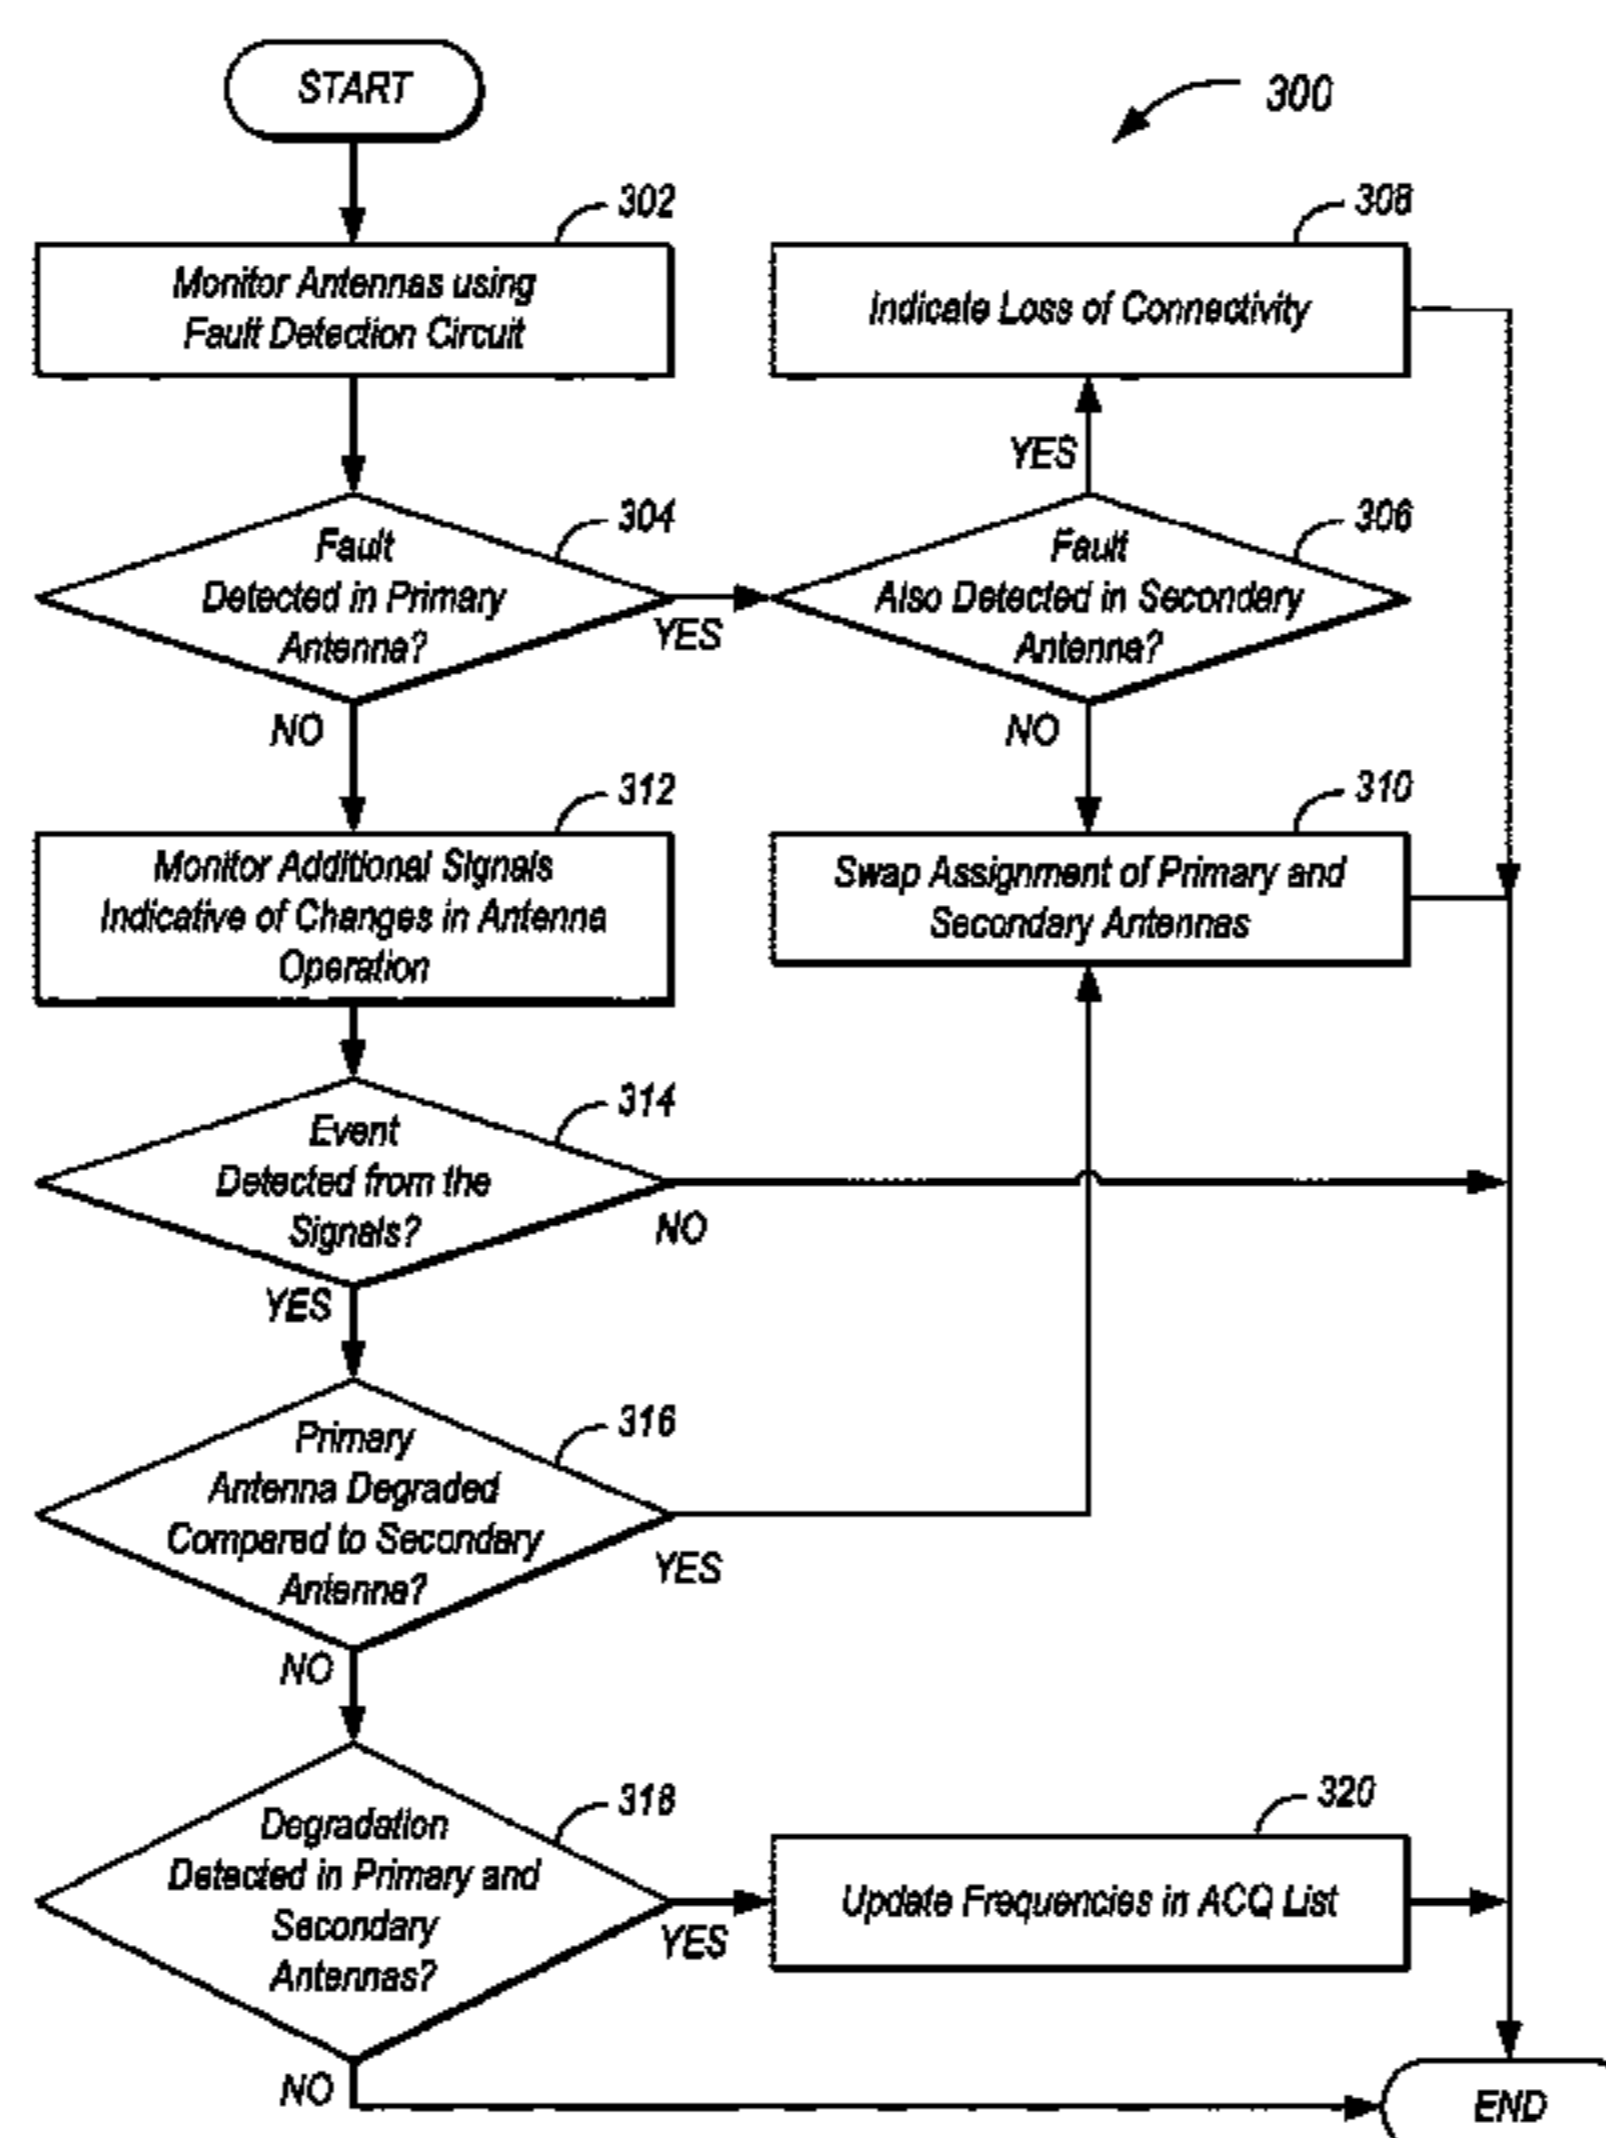 START
300
302
Monitor Antennas using
Fault Detection Circuit
308
Indicate Loss of Connectivity
YES
304
Fault
Detected in Primary
Antenna?
YES
NO
306
Fault
Also Detected in Secondary
Antenna?
NO
312
Monitor Additional Signals
Indicative of Changes in Antenna
Operation
310
Swap Assignment of Primary and
Secondary Antennas
314
Event
Detected from the
Signals?
NO
YES
316
Primary
Antenna Degraded
Compared to Secondary
Antenna?
YES
NO
318
Degradation
Detected in Primary and
Secondary
Antennas?
YES
NO
320
Update Frequencies in ACQ List
END